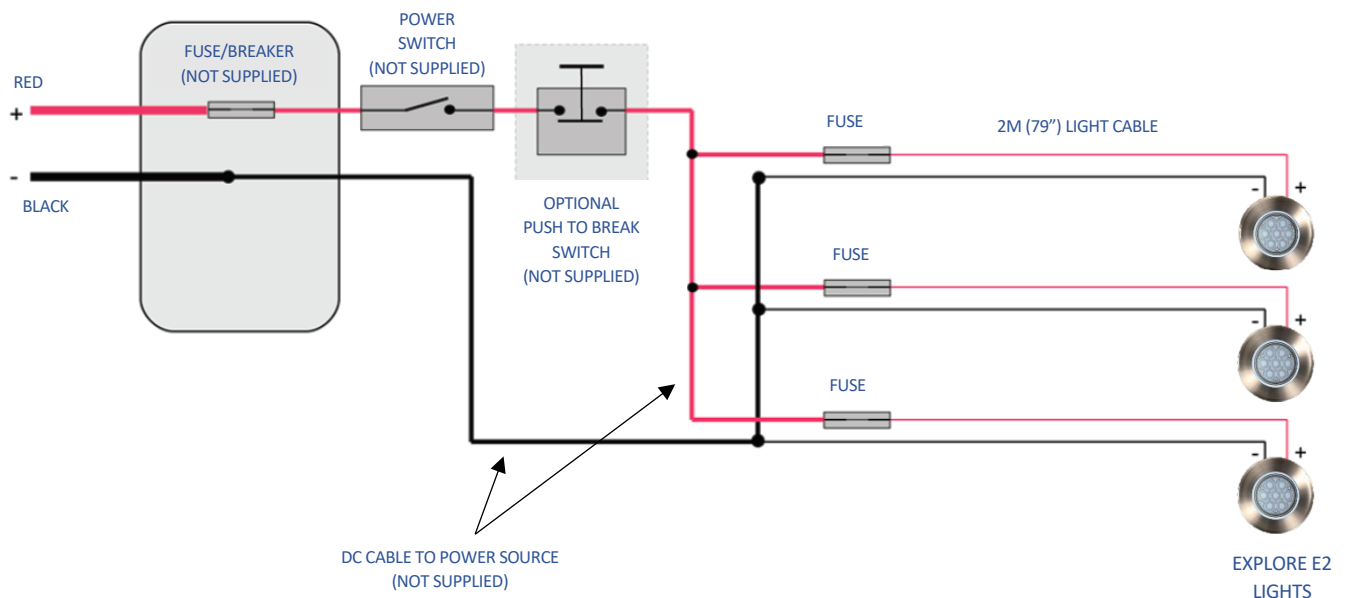 POWER
SWITCH
(NOT SUPPLIED)
FUSE/BREAKER
(NOT SUPPLIED)
RED
+
-
BLACK
OPTIONAL
PUSH TO BREAK
SWITCH
(NOT SUPPLIED)
FUSE
2M (79”) LIGHT CABLE
- +
FUSE
- +
FUSE
- +
DC CABLE TO POWER SOURCE
(NOT SUPPLIED)
EXPLORE E2
LIGHTS